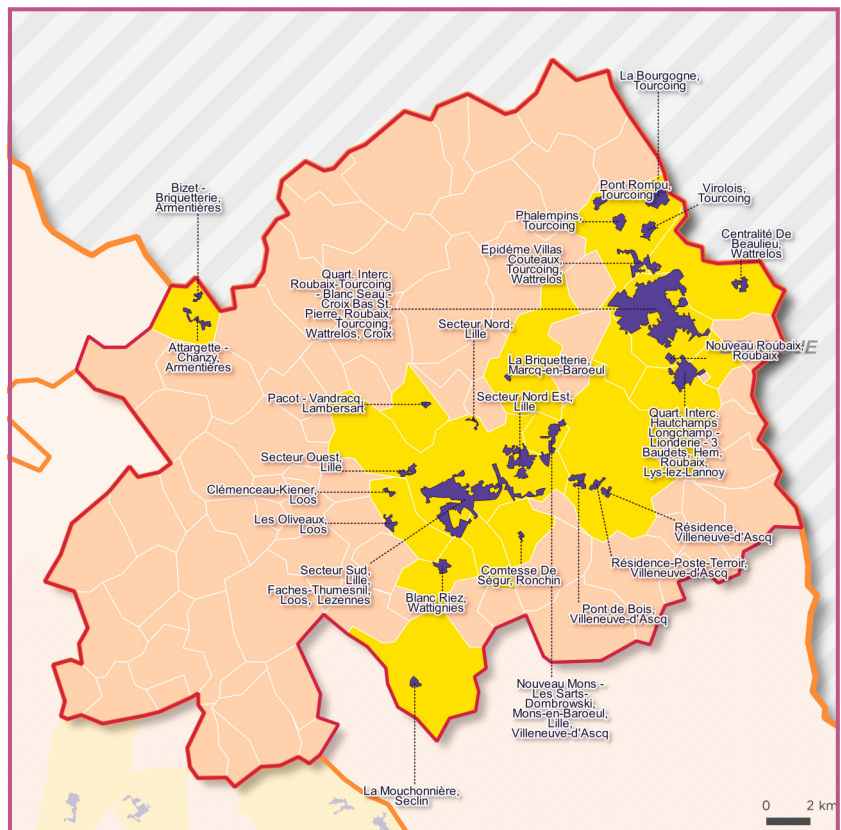 La Bourgogne,
Tourcoing
Bizet -
Briquetterie,
Armentières
Pont Rompu,
Tourcoing
Virolois,
Tourcoing
Phalempins,
Tourcoing
Centralité De
Beaulieu,
Wattrelos
Epidéme Villas
Couteaux,
Tourcoing,
Wattrelos
Quart. Interc.
Roubaix-Tourcoing
- Blanc Seau -
Croix Bas St.
Pierre, Roubaix,
Tourcoing,
Wattrelos, Croix
Secteur Nord,
Lille
Attargette -
Chanzy,
Armentières
Nouveau Roubaix,
Roubaix
La Briquetterie,
Marcq-en-Baroeul
Pacot - Vandracq,
Lambersart
Secteur Nord Est,
Lille
Quart. Interc.
Hautchamps
Longchamp -
Lionderie - 3
Baudets, Hem,
Roubaix,
Lys-lez-Lannoy
Secteur Ouest,
Lille
Clémenceau-Kiener,
Loos
Les Oliveaux,
Loos
Résidence,
Villeneuve-d'Ascq
Secteur Sud,
Lille,
Faches-Thumesnil,
Loos, Lezennes
Comtesse De
Ségur, Ronchin
Résidence-Poste-Terroir,
Villeneuve-d'Ascq
Blanc Riez,
Wattignies
Pont de Bois,
Villeneuve-d'Ascq
Nouveau Mons -
Les Sarts-
Dombrowski,
Mons-en-Baroeul,
Lille,
Villeneuve-d'Ascq
La Mouchonnière,
Seclin
0 2 km